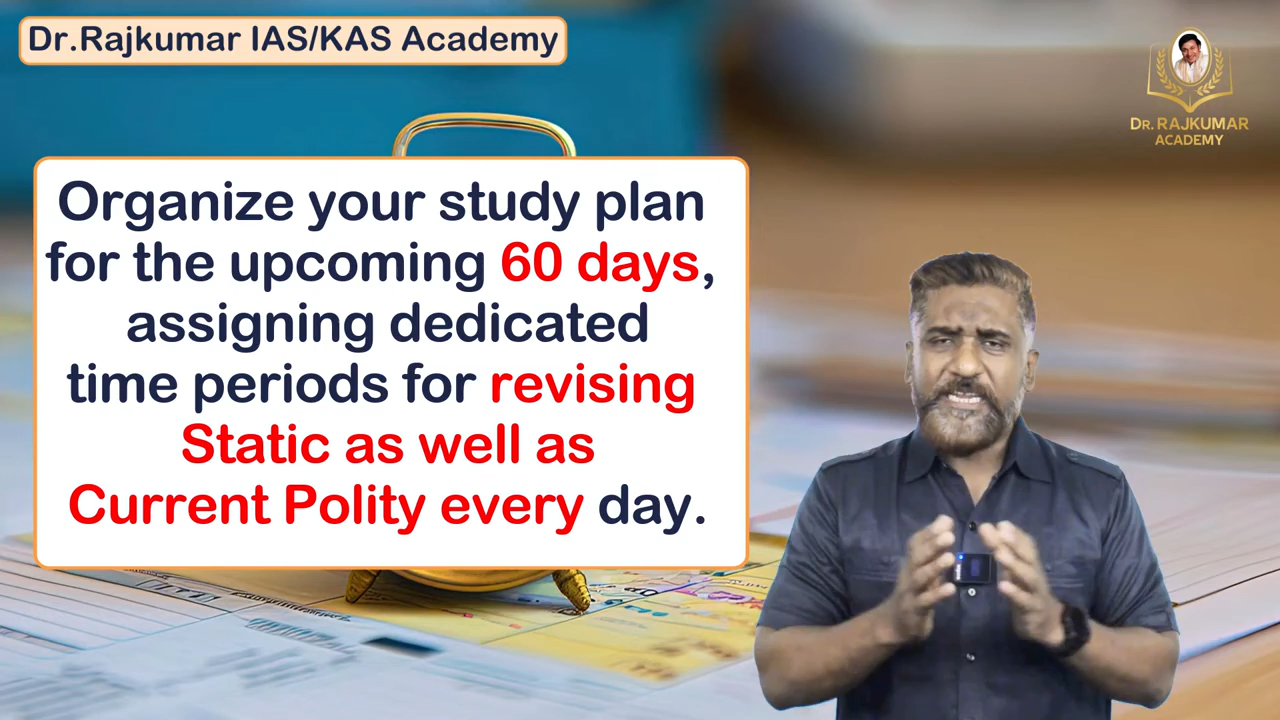 Dr.Rajkumar IAS/KAS Academy
DR. RAJKUMAR
ACADEMY
Organize your study plan
for the upcoming 60 days,
assigning dedicated
time periods for revising
Static as well as
Current Polity every day.